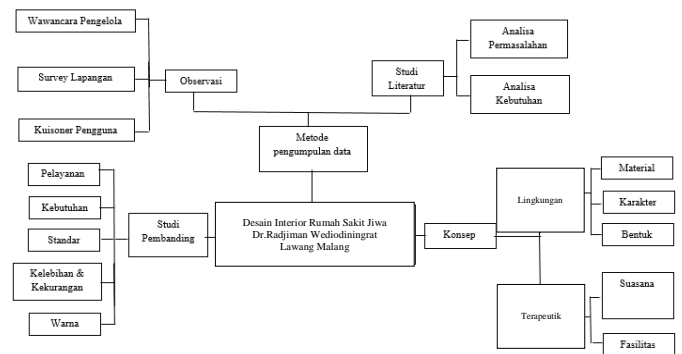 Wawancara Pengelola
Survey Lapangan
Kuisoner Pengguna
Observasi
Studi
Literatur
Analisa
Permasalahan
Analisa
Kebutuhan
Metode
pengumpulan data
Pelayanan
Kebutuhan
Standar
Kelebihan &
Kekurangan
Warna
Studi
Pembanding
Desain Interior Rumah Sakit Jiwa
Dr.Radjiman Wediodiningrat
Lawang Malang
Konsep
Lingkungan
Material
Karakter
Bentuk
Terapeutik
Suasana
Fasilitas